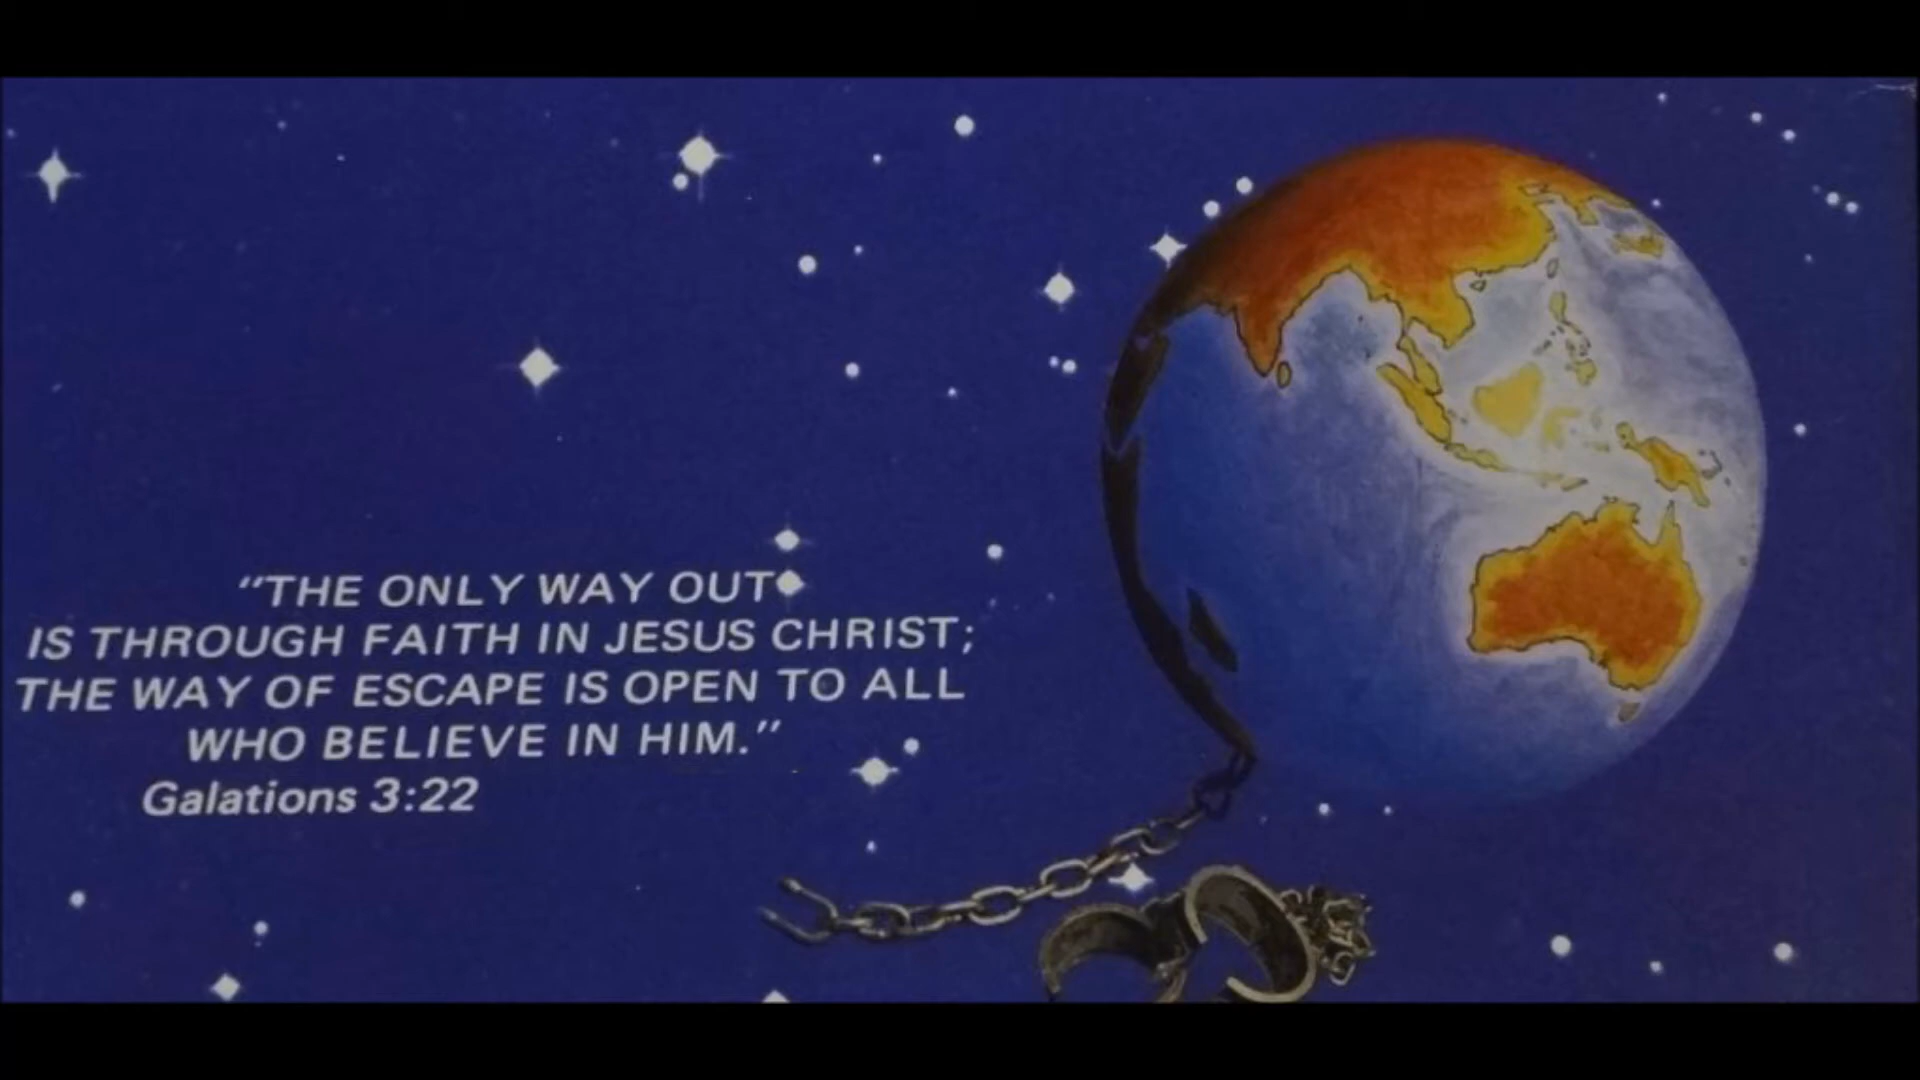 "THE ONLY WAY OUT
IS THROUGH FAITH IN JESUS CHRIST;
THE WAY OF ESCAPE IS OPEN TO ALL
WHO BELIEVE IN HIM."
Galations 3:22